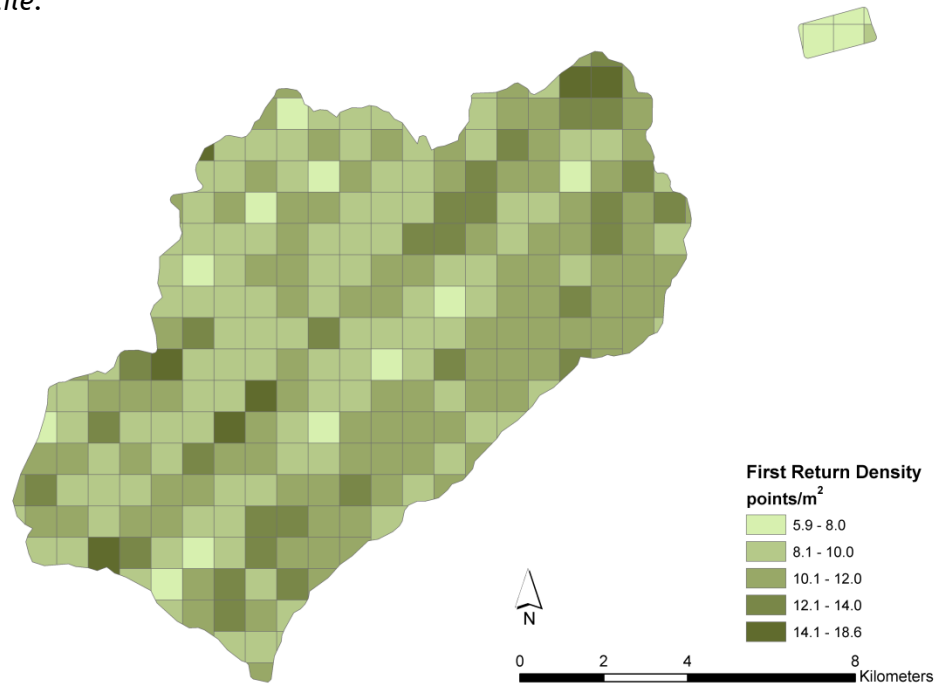 First Return Density
points/m²
5.9 - 8.0
8.1 - 10.0
10.1 - 12.0
12.1 - 14.0
14.1 - 18.6
N
0 2 4 8
Kilometers